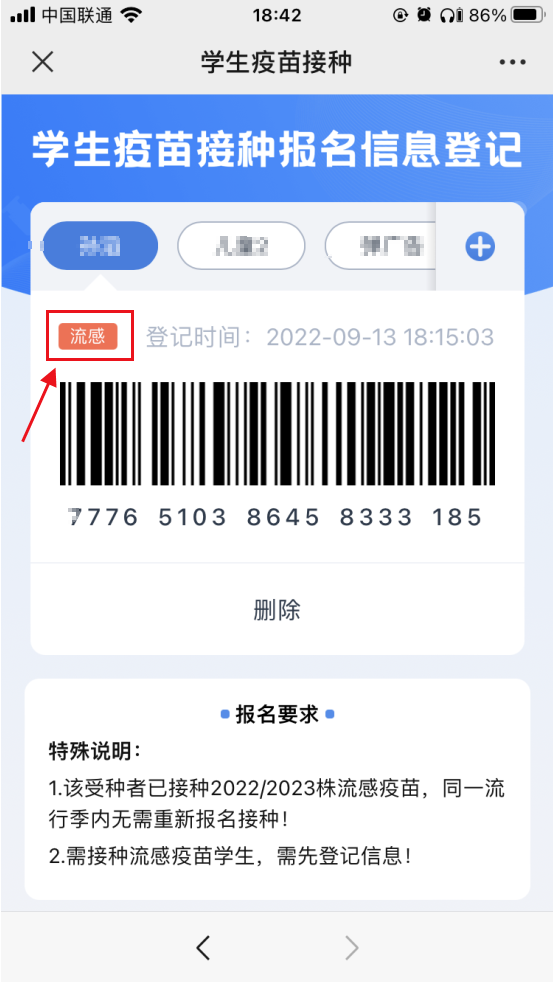 中国联通
18:42
86%
学生疫苗接种
学生疫苗接种报名信息登记
流感 登记时间：2022-09-13 18:15:03
7776 5103 8645 8333 185
删除
报名要求
特殊说明：
1.该受种者已接种2022/2023株流感疫苗，同一流
行季内无需重新报名接种！
2.需接种流感疫苗学生，需先登记信息！